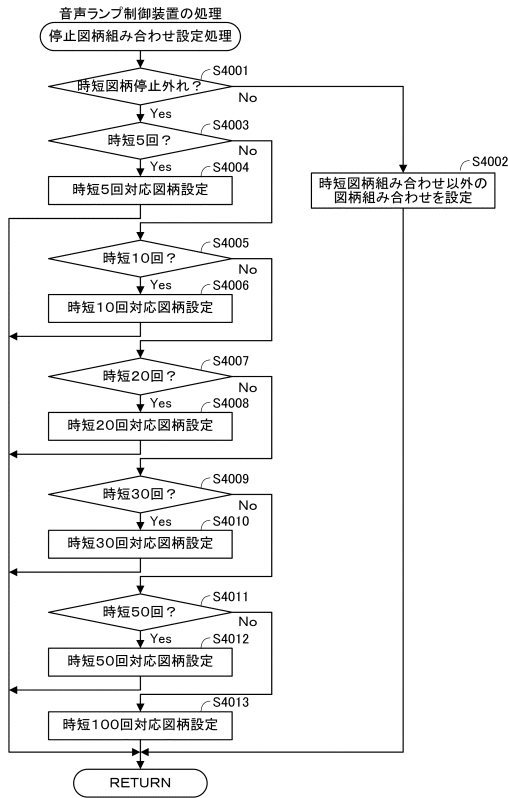 音声ランプ制御装置の処理
停止図柄組み合わせ設定処理
S4001
時短図柄停止外れ？
No
Yes
S4003
時短5回？
No
Yes
S4004
時短5回対応図柄設定
S4002
時短図柄組み合わせ以外の
図柄組み合わせを設定
S4005
時短10回？
No
Yes
S4006
時短10回対応図柄設定
S4007
時短20回？
No
Yes
S4008
時短20回対応図柄設定
S4009
時短30回？
No
Yes
S4010
時短30回対応図柄設定
S4011
時短50回？
No
Yes
S4012
時短50回対応図柄設定
S4013
時短100回対応図柄設定
RETURN